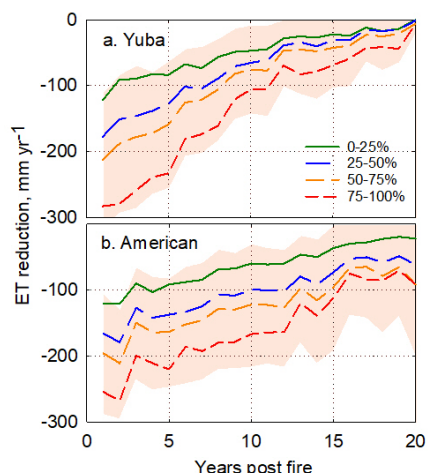 0
a. Yuba
-100
-200
0-25%
25-50%
50-75%
75-100%
-300
b. American
-100
-200
-300
0 5 10 15 20
Years post fire
ET reduction, mm yr-1